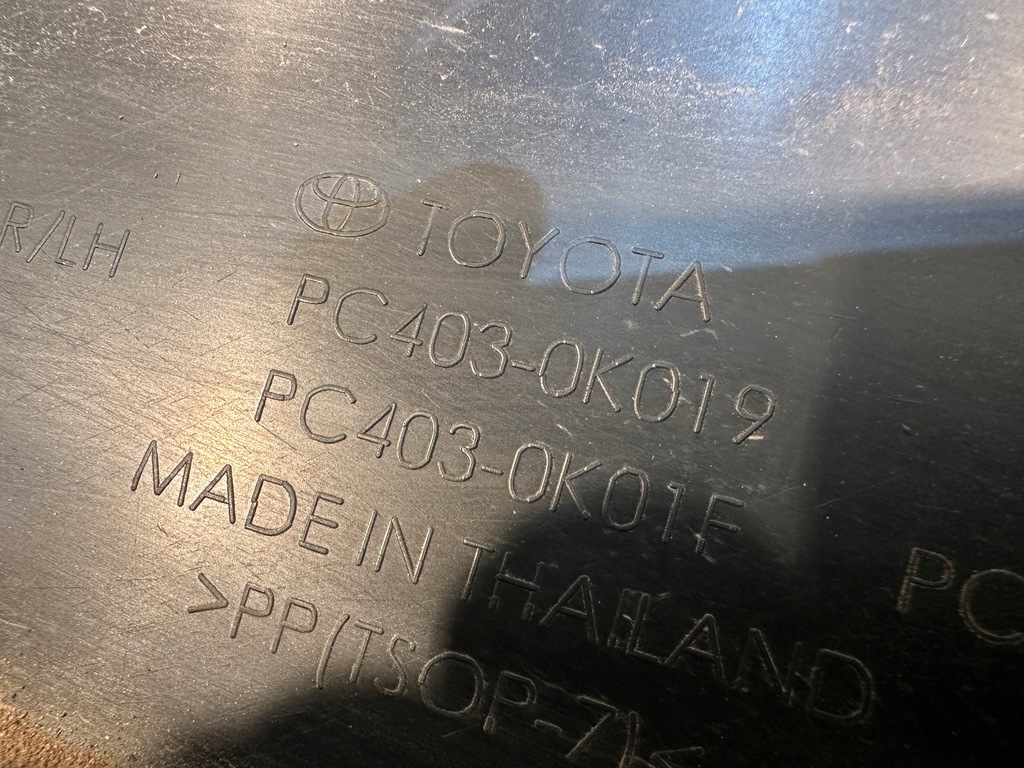 R/LH
TOYOTA
PC403-0K019
PC403-0K01F
MADE IN THAILAND
>PP(TSOP-7)<
PC